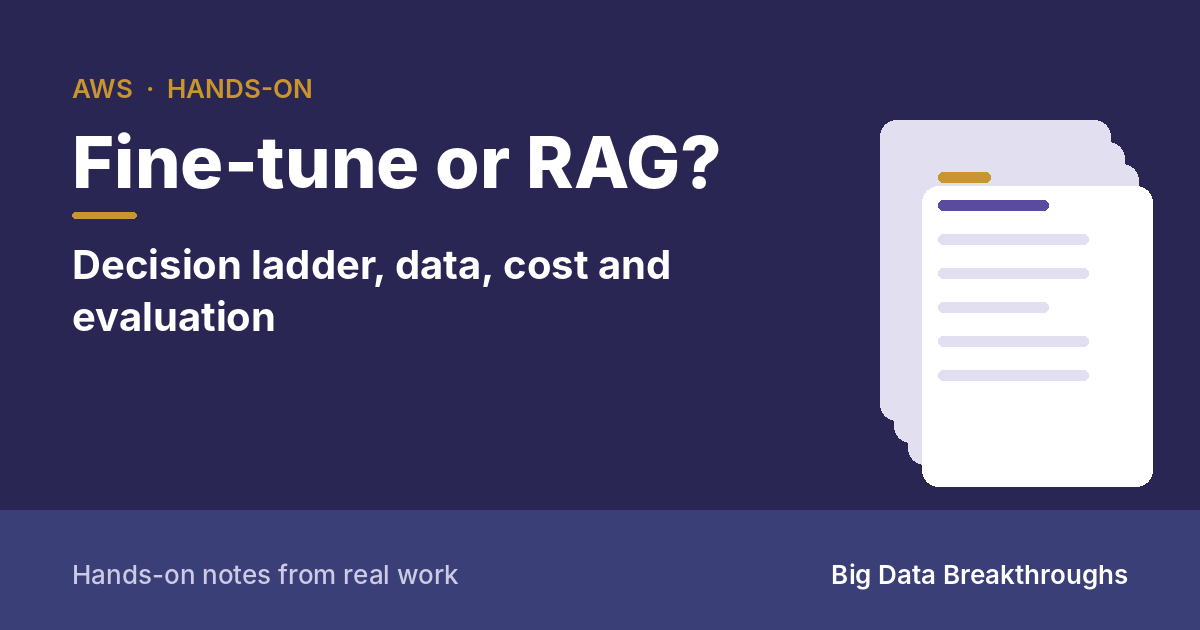 AWS · HANDS-ON
Fine-tune or RAG?
Decision ladder, data, cost and
evaluation
Hands-on notes from real work
Big Data Breakthroughs